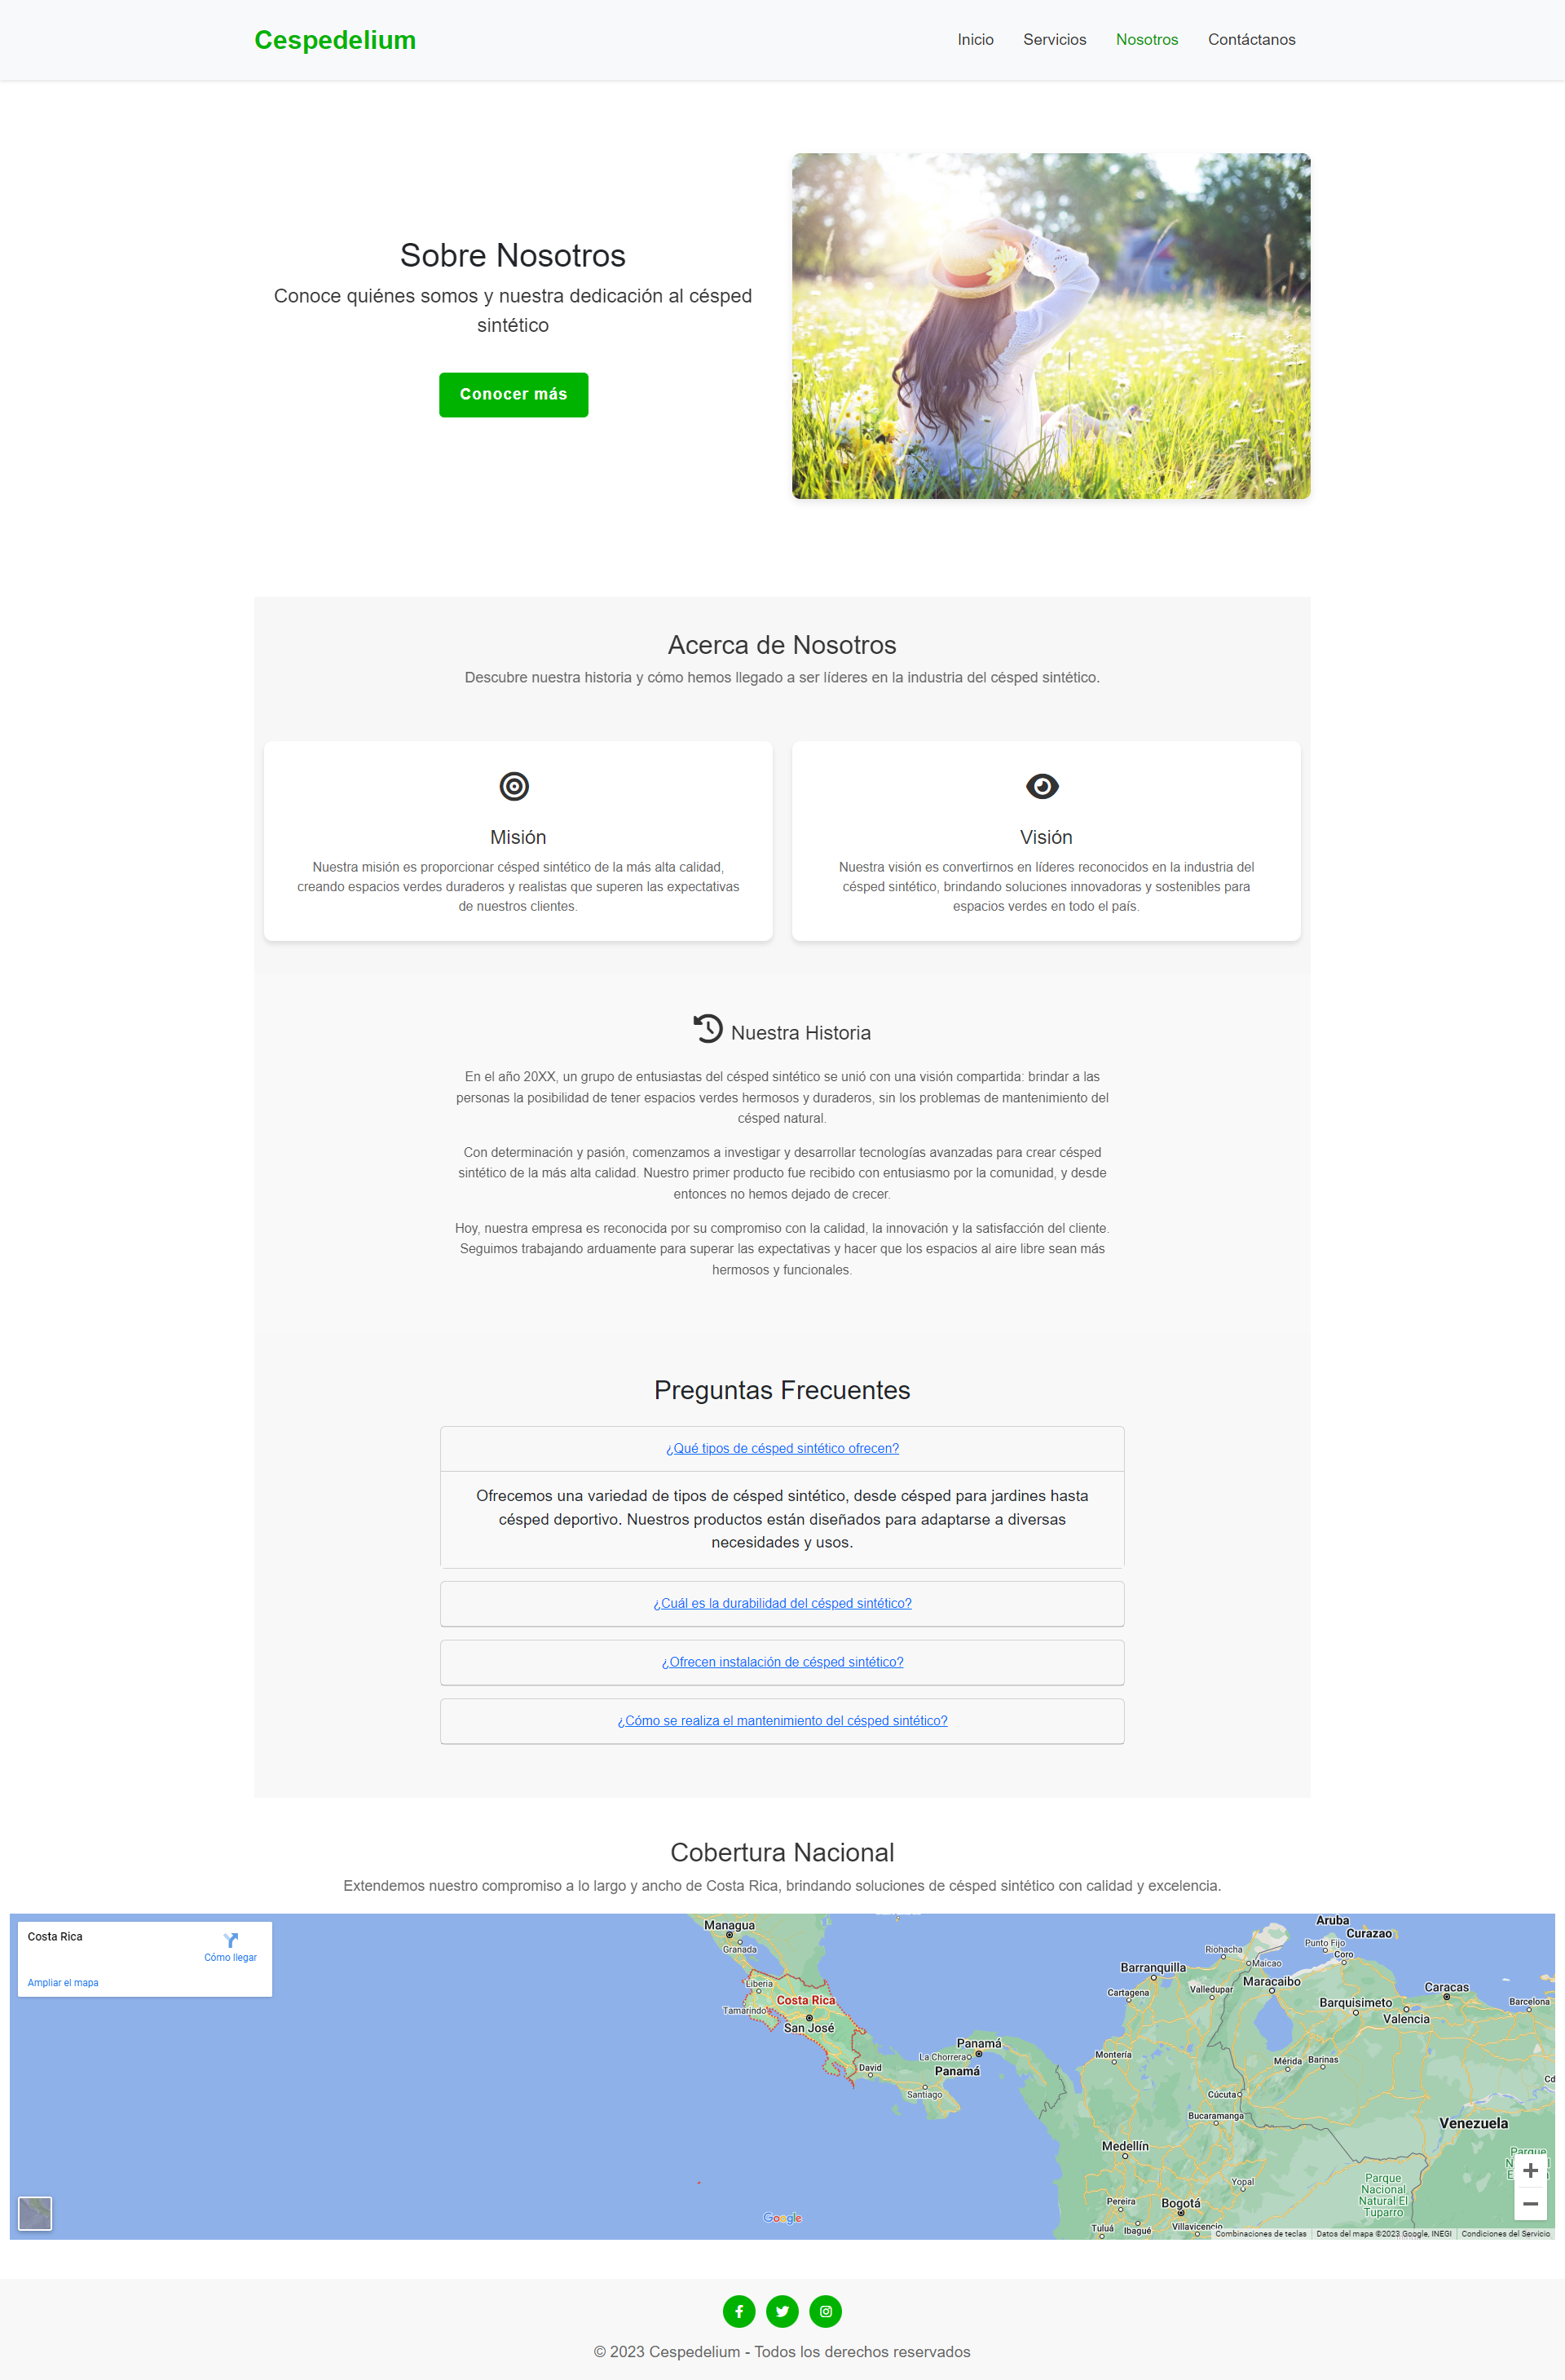 Cespedelium
Inicio
Servicios
Nosotros
Contáctanos
Sobre Nosotros
Conoce quiénes somos y nuestra dedicación al césped
sintético
Conocer más
Acerca de Nosotros
Descubre nuestra historia y cómo hemos llegado a ser líderes en la industria del césped sintético.
Misión
Nuestra misión es proporcionar césped sintético de la más alta calidad,
creando espacios verdes duraderos y realistas que superen las expectativas
de nuestros clientes.
Visión
Nuestra visión es convertirnos en líderes reconocidos en la industria del
césped sintético, brindando soluciones innovadoras y sostenibles para
espacios verdes en todo el país.
Nuestra Historia
En el año 20XX, un grupo de entusiastas del césped sintético se unió con una visión compartida: brindar a las
personas la posibilidad de tener espacios verdes hermosos y duraderos, sin los problemas de mantenimiento del
césped natural.
Con determinación y pasión, comenzamos a investigar y desarrollar tecnologías avanzadas para crear césped
sintético de la más alta calidad. Nuestro primer producto fue recibido con entusiasmo por la comunidad, y desde
entonces no hemos dejado de crecer.
Hoy, nuestra empresa es reconocida por su compromiso con la calidad, la innovación y la satisfacción del cliente.
Seguimos trabajando arduamente para superar las expectativas y hacer que los espacios al aire libre sean más
hermosos y funcionales.
Preguntas Frecuentes
¿Qué tipos de césped sintético ofrecen?
Ofrecemos una variedad de tipos de césped sintético, desde césped para jardines hasta
césped deportivo. Nuestros productos están diseñados para adaptarse a diversas
necesidades y usos.
¿Cuál es la durabilidad del césped sintético?
¿Ofrecen instalación de césped sintético?
¿Cómo se realiza el mantenimiento del césped sintético?
Cobertura Nacional
Extendemos nuestro compromiso a lo largo y ancho de Costa Rica, brindando soluciones de césped sintético con calidad y excelencia.
Costa Rica
Cómo llegar
Ampliar el mapa
Managua
Granada
Liberia
Costa Rica
Tamarindo
San José
David
La Chorrera
Panamá
Panamá
Santiago
Aruba
Curazao
Punto Fijo
Coro
Riohacha
Maicao
Barranquilla
Maracaibo
Cartagena
Valledupar
Caracas
Barquisimeto
Barcelona
Valencia
Montería
Mérida
Barinas
Cúcuta
Bucaramanga
Venezuela
Medellín
Yopal
Parque
Nacional
Natural El
Tuparro
Parque
Pereira
Bogotá
Tuluá
Ibagué
Villavicencio
Google
Combinaciones de teclas
Datos del mapa ©2023 Google, INEGI
Condiciones del Servicio
© 2023 Cespedelium - Todos los derechos reservados